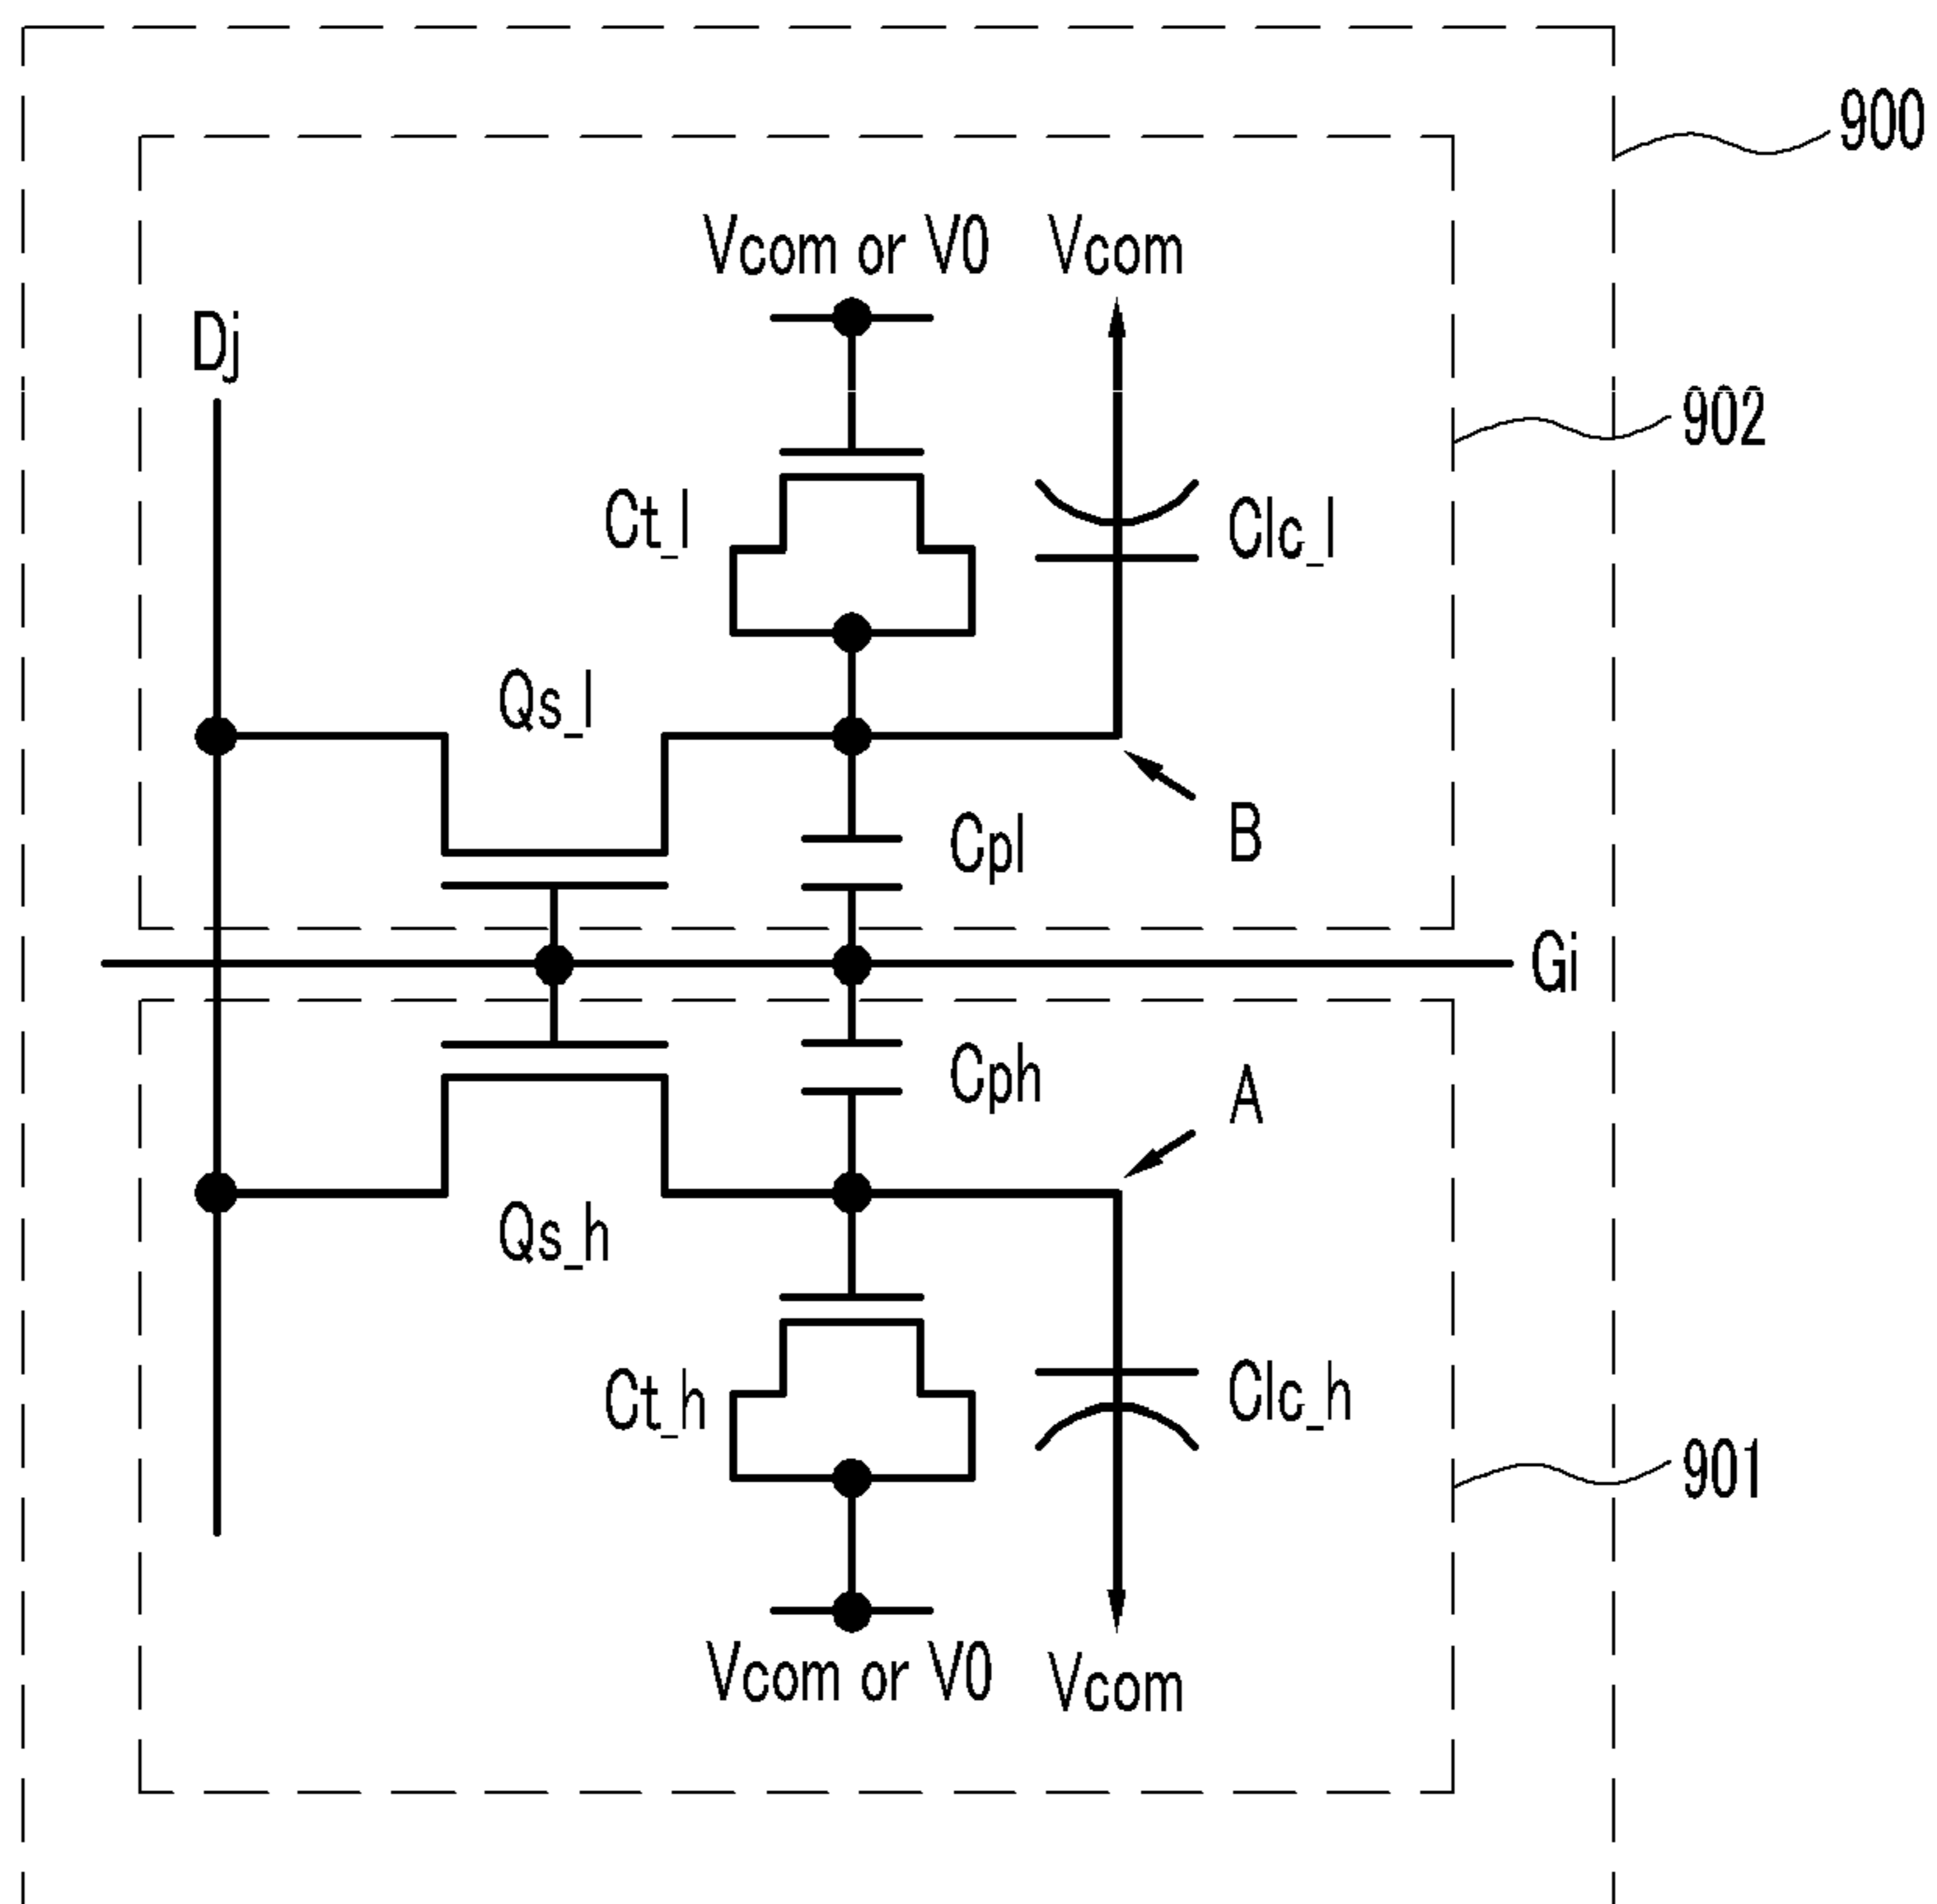 900
Vcom or V0
Vcom
Dj
902
Ct_l
Clc_l
Qs_l
Cpl
B
Gi
Cph
A
Qs_h
Ct_h
Clc_h
901
Vcom or V0
Vcom